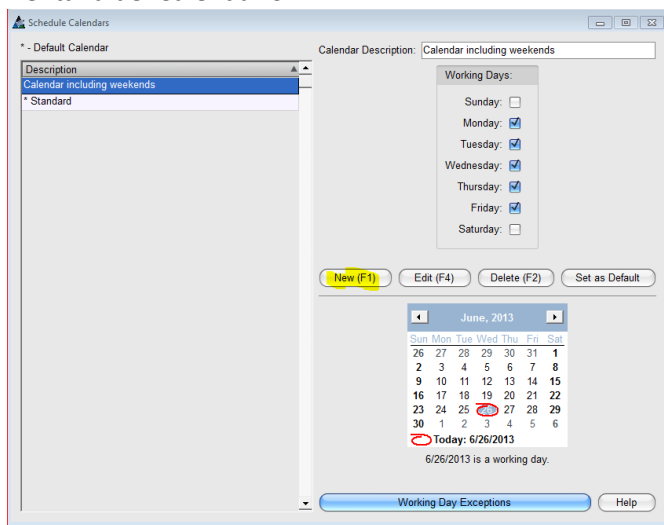 Schedule Calendars
* - Default Calendar
Calendar Description: Calendar including weekends
Description
Calendar including weekends
* Standard
Working Days:
Sunday:
Monday:
Tuesday:
Wednesday:
Thursday:
Friday:
Saturday:
New (F1) Edit (F4) Delete (F2) Set as Default
June, 2013
Sun Mon Tue Wed Thu Fri Sat
26 27 28 29 30 31 1
2 3 4 5 6 7 8
9 10 11 12 13 14 15
16 17 18 19 20 21 22
23 24 25 26 27 28 29
30 1 2 3 4 5 6
Today: 6/26/2013
6/26/2013 is a working day.
Working Day Exceptions Help